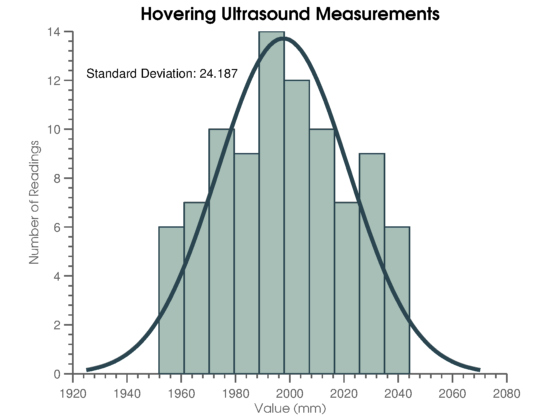 Hovering Ultrasound Measurements
Standard Deviation: 24.187
Number of Readings
14
12
10
8
6
4
2
0
1920 1940 1960 1980 2000 2020 2040 2060 2080
Value (mm)